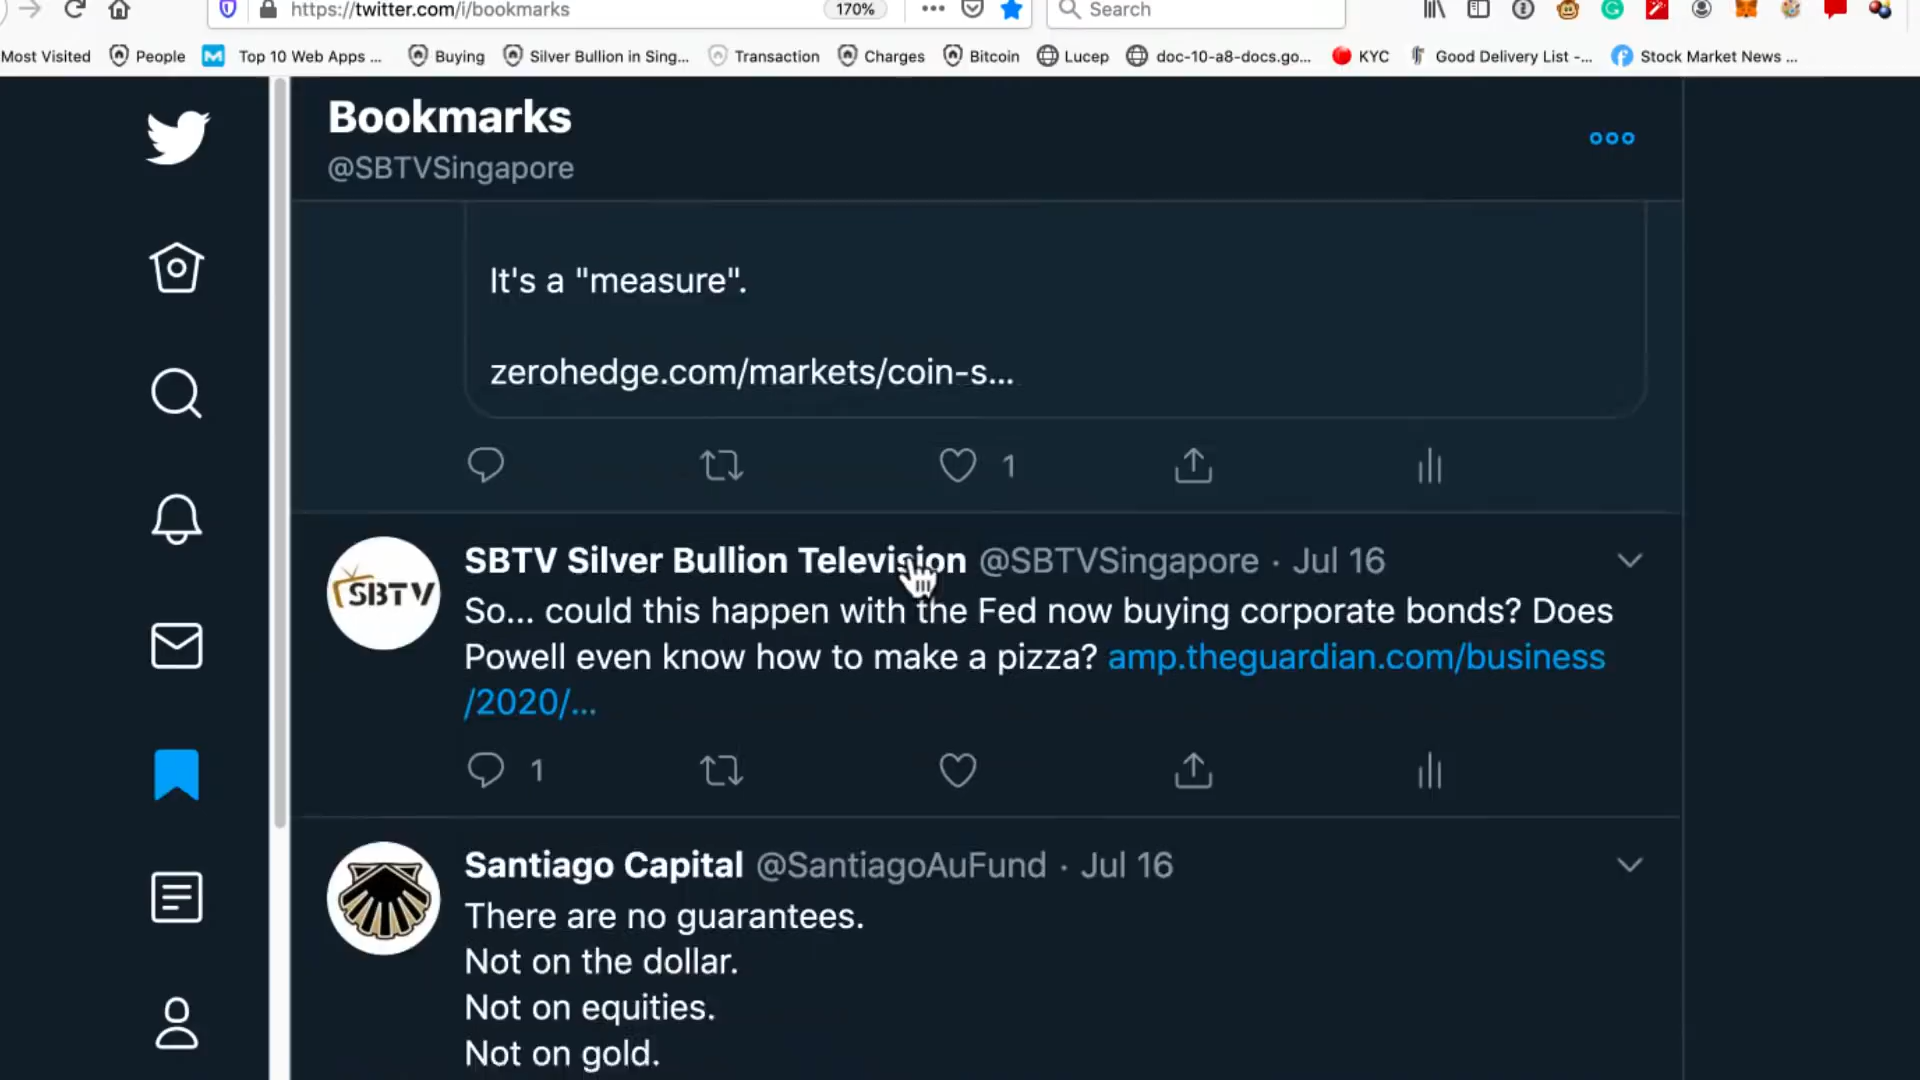 https://twitter.com/i/bookmarks
170%
Search
Most Visited
People
Top 10 Web Apps ...
Buying
Silver Bullion in Sing...
Transaction
Charges
Bitcoin
Lucep
doc-10-a8-docs.go...
KYC
Good Delivery List -...
Stock Market News ...
Bookmarks
@SBTVSingapore
It's a "measure".
zerohedge.com/markets/coin-s...
1
SBTV Silver Bullion Television @SBTVSingapore · Jul 16
SBTV
So... could this happen with the Fed now buying corporate bonds? Does
Powell even know how to make a pizza? amp.theguardian.com/business
/2020/...
1
Santiago Capital @SantiagoAuFund · Jul 16
There are no guarantees.
Not on the dollar.
Not on equities.
Not on gold.